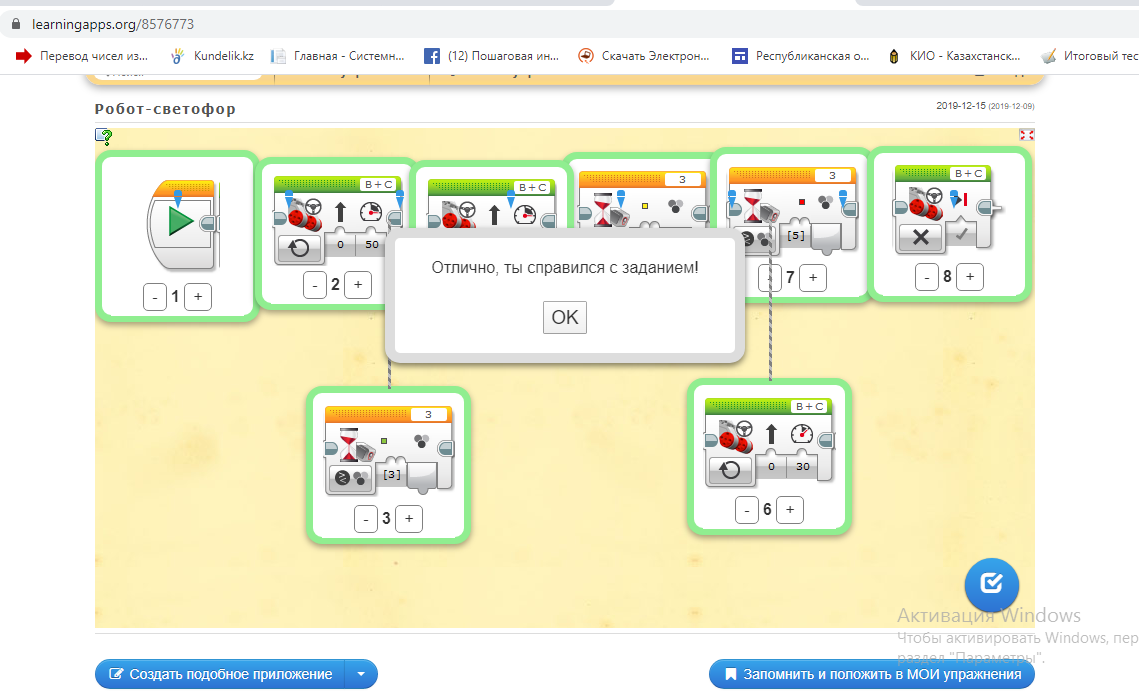 learningapps.org/8576773
Перевод чисел из...
Kundelik.kz
Главная - Системн...
(12) Пошаговая ин...
Скачать Электрон...
Республиканская о...
КИО - Казахстанск...
Итоговый тес
Робот-светофор
2019-12-15 (2019-12-09)
B + C
0 50
- 2 +
- 1 +
B + C
3
3
[5]
- 7 +
B + C
- 8 +
Отлично, ты справился с заданием!
OK
3
[3]
- 3 +
B + C
0 30
- 6 +
Активация Windows
Чтобы активировать Windows, пер
раздел "Параметры".
Создать подобное приложение
Запомнить и положить в МОИ упражнения